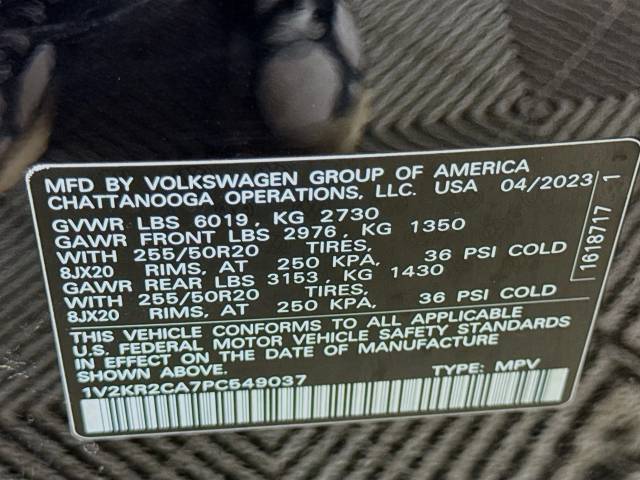 MFD BY VOLKSWAGEN GROUP OF AMERICA
CHATTANOOGA OPERATIONS, LLC. USA 04/2023
GVWR LBS 6019, KG 2730
GAWR FRONT LBS 2976, KG 1350
WITH 255/50R20 TIRES,
8JX20 RIMS, AT 250 KPA, 36 PSI COLD
GAWR REAR LBS 3153, KG 1430
WITH 255/50R20 TIRES,
8JX20 RIMS, AT 250 KPA, 36 PSI COLD
THIS VEHICLE CONFORMS TO ALL APPLICABLE
U.S. FEDERAL MOTOR VEHICLE SAFETY STANDARDS
IN EFFECT ON THE DATE OF MANUFACTURE
SHOWN ABOVE.
1V2KR2CA7PC549037 TYPE: MPV
1618717 1